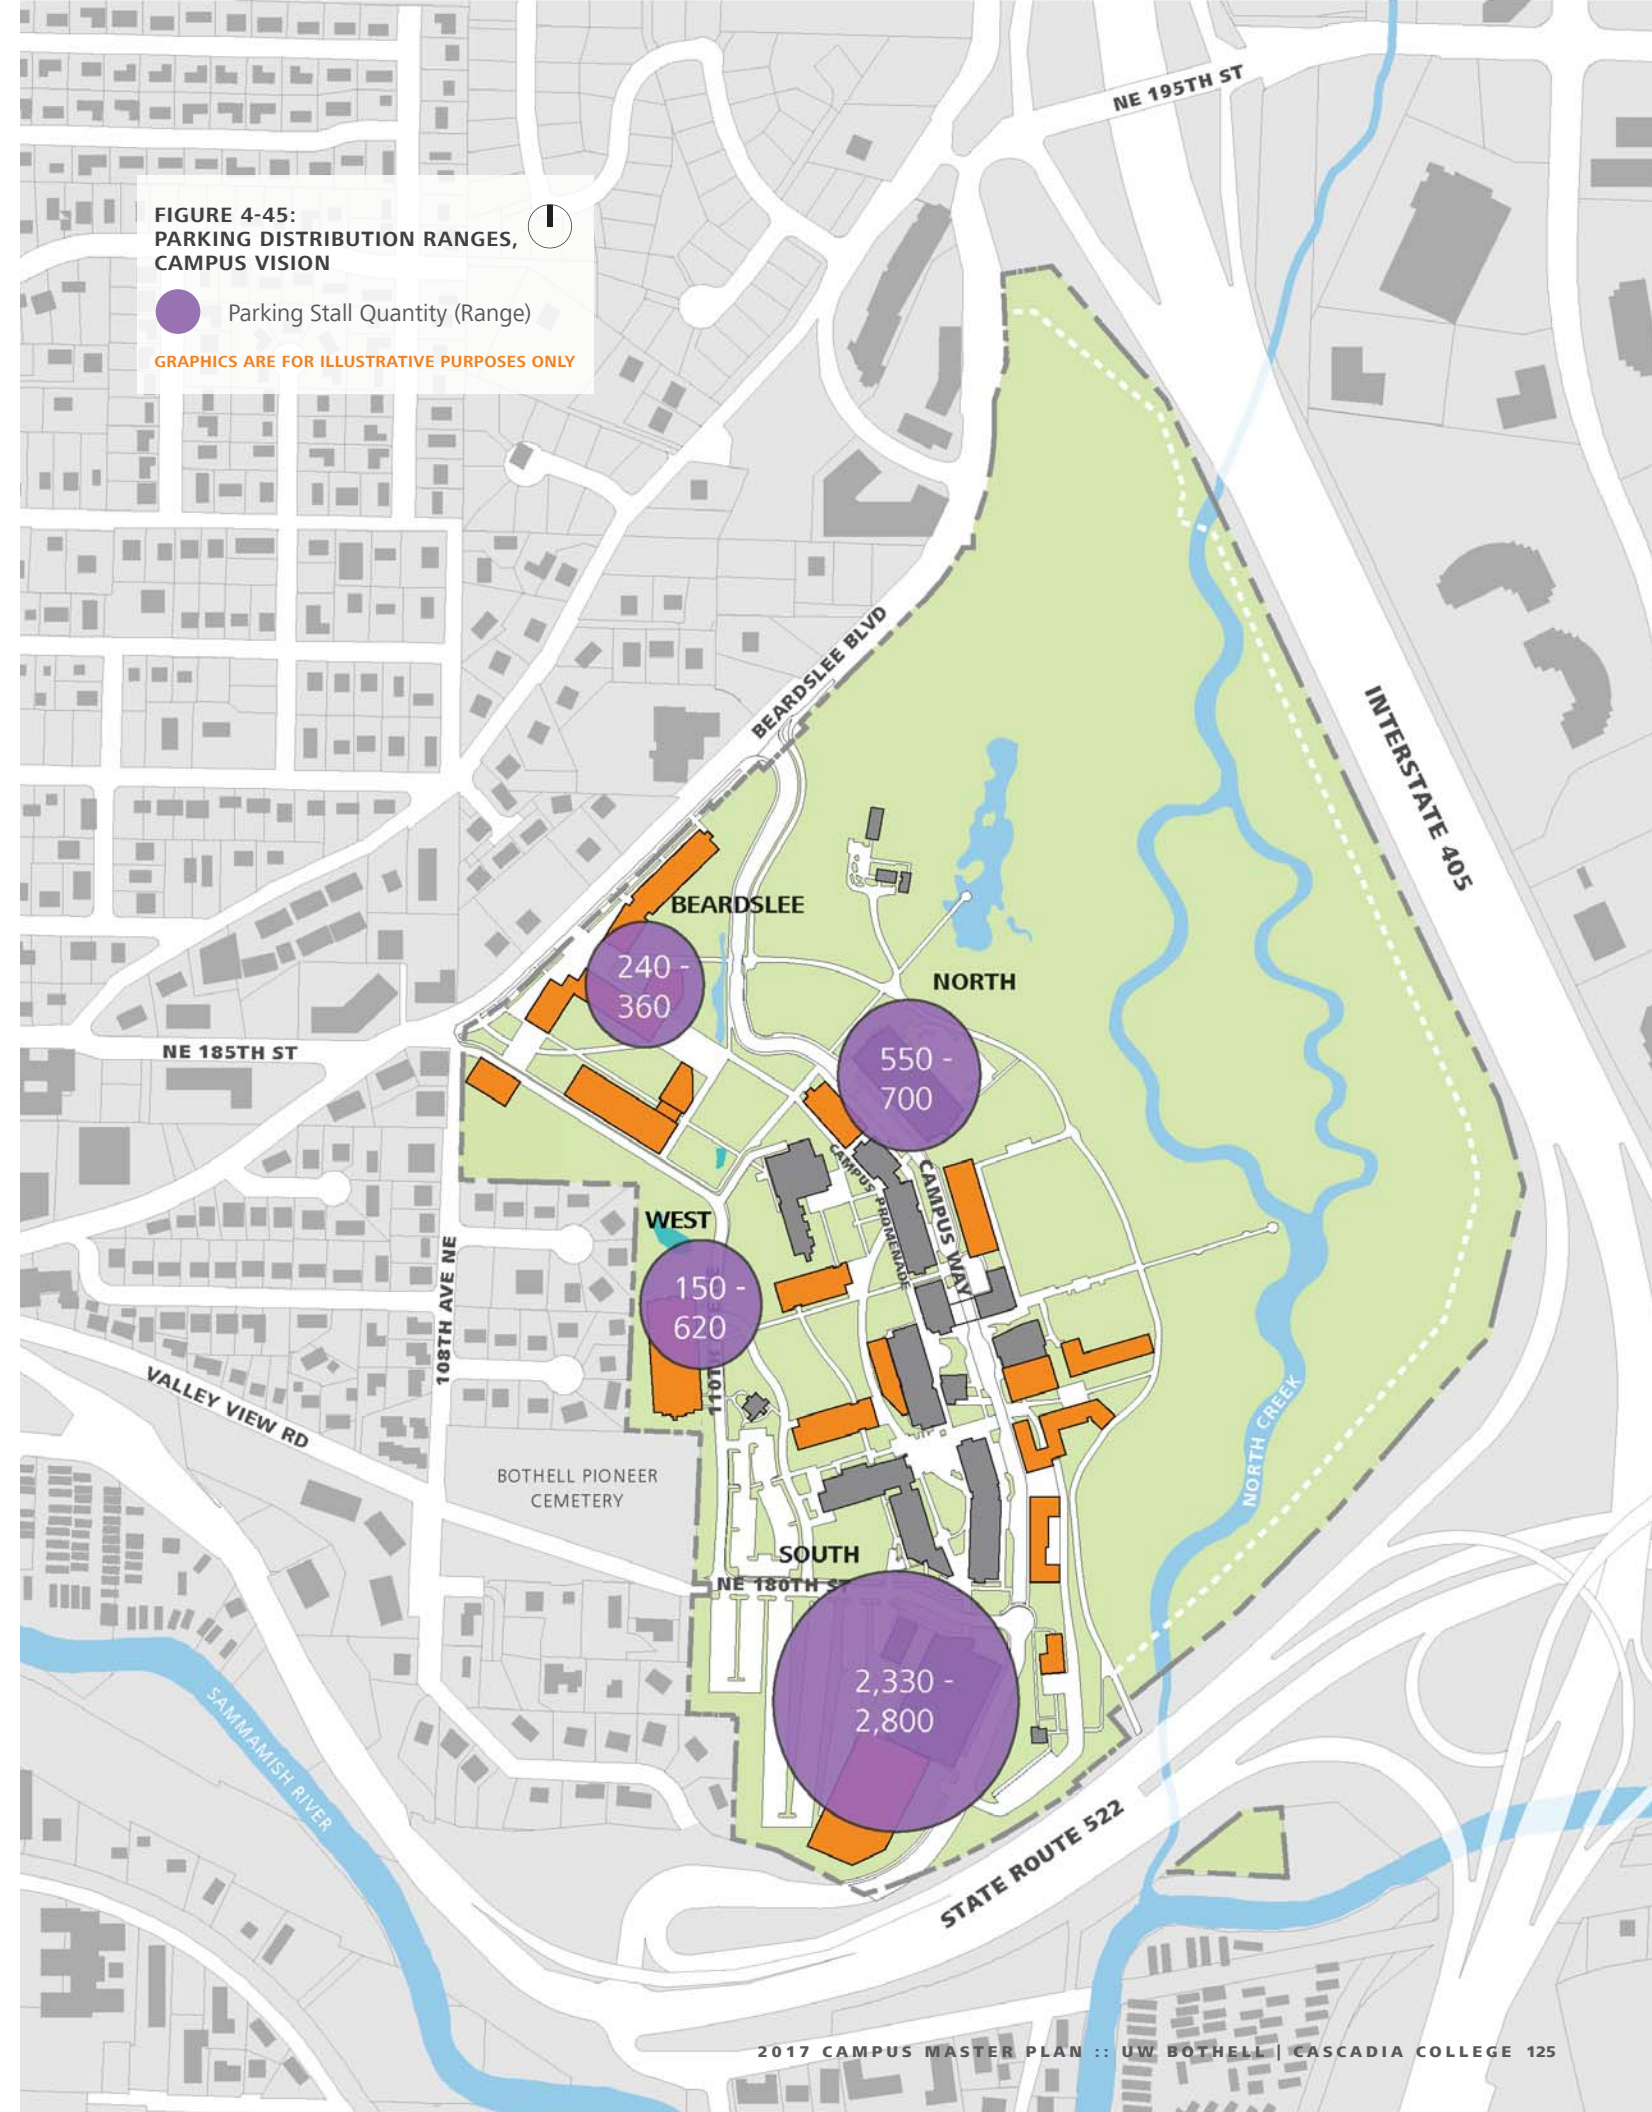 NE 195TH ST
FIGURE 4-45:
PARKING DISTRIBUTION RANGES,
CAMPUS VISION
Parking Stall Quantity (Range)
GRAPHICS ARE FOR ILLUSTRATIVE PURPOSES ONLY
BEARDSLEE BLVD
INTERSTATE 405
BEARDSLEE
240 -
360
NORTH
NE 185TH ST
550 -
700
CAMPUS PROMENADE
CAMPUS WAY
WEST
150 -
620
108TH AVE NE
VALLEY VIEW RD
NORTH CREEK
BOTHELL PIONEER
CEMETERY
SOUTH
NE 180TH ST
2,330 -
2,800
SAMMAMISH RIVER
STATE ROUTE 522
2017 CAMPUS MASTER PLAN :: UW BOTHELL | CASCADIA COLLEGE 125